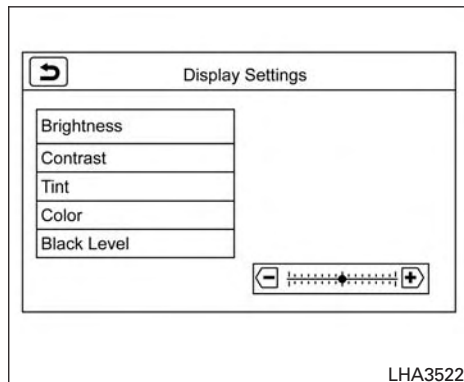 Display Settings
Brightness
Contrast
Tint
Color
Black Level
LHA3522